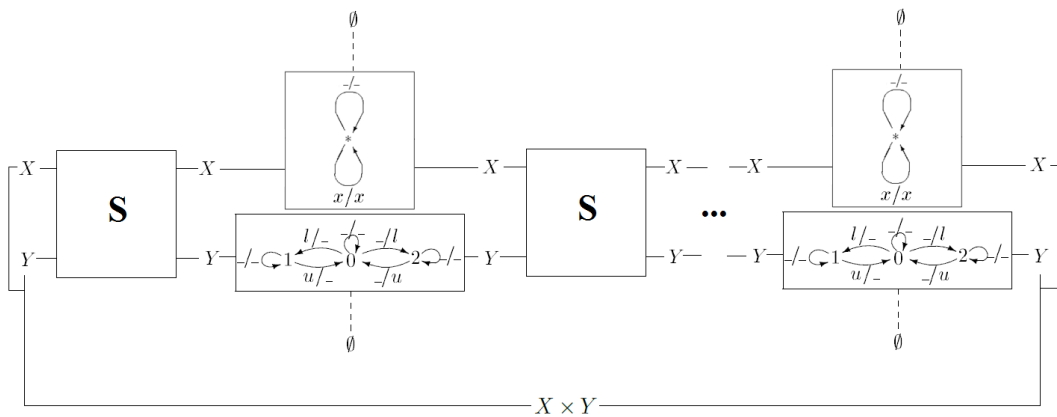 ∅ ∅
-/- -/-
* *
X S X x/x X S X ... X x/x X
Y -/- 1 l/- u/- -/- 0 -/l -/u 2 -/- Y Y -/- 1 l/- u/- -/- 0 -/l -/u 2 -/- Y
∅ ∅
X × Y